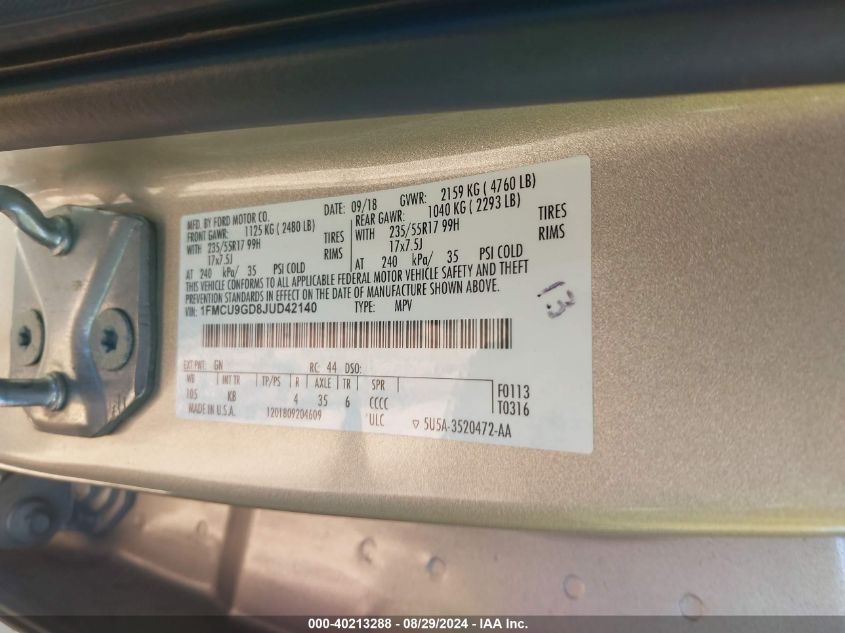 MFD. BY FORD MOTOR CO.
DATE: 09/18 GVWR: 2159 KG ( 4760 LB)
FRONT GAWR: 1125 KG ( 2480 LB)
REAR GAWR: 1040 KG ( 2293 LB)
WITH 235/55R17 99H TIRES
WITH 235/55R17 99H TIRES
17x7.5J RIMS
17x7.5J RIMS
AT 240 kPa/ 35 PSI COLD
AT 240 kPa/ 35 PSI COLD
THIS VEHICLE CONFORMS TO ALL APPLICABLE FEDERAL MOTOR VEHICLE SAFETY AND THEFT
PREVENTION STANDARDS IN EFFECT ON THE DATE OF MANUFACTURE SHOWN ABOVE.
VIN: 1FMCU9GD8JUD42140 TYPE: MPV
13
EXT PNT: GN RC: 44 DSO:
WB INT TR TP/PS R AXLE TR SPR
105 KB 4 35 6 CCCC
F0113
T0316
MADE IN U.S.A. 1201809204609 ULC
▽ 5U5A-3520472-AA
000-40213288 - 08/29/2024 - IAA Inc.